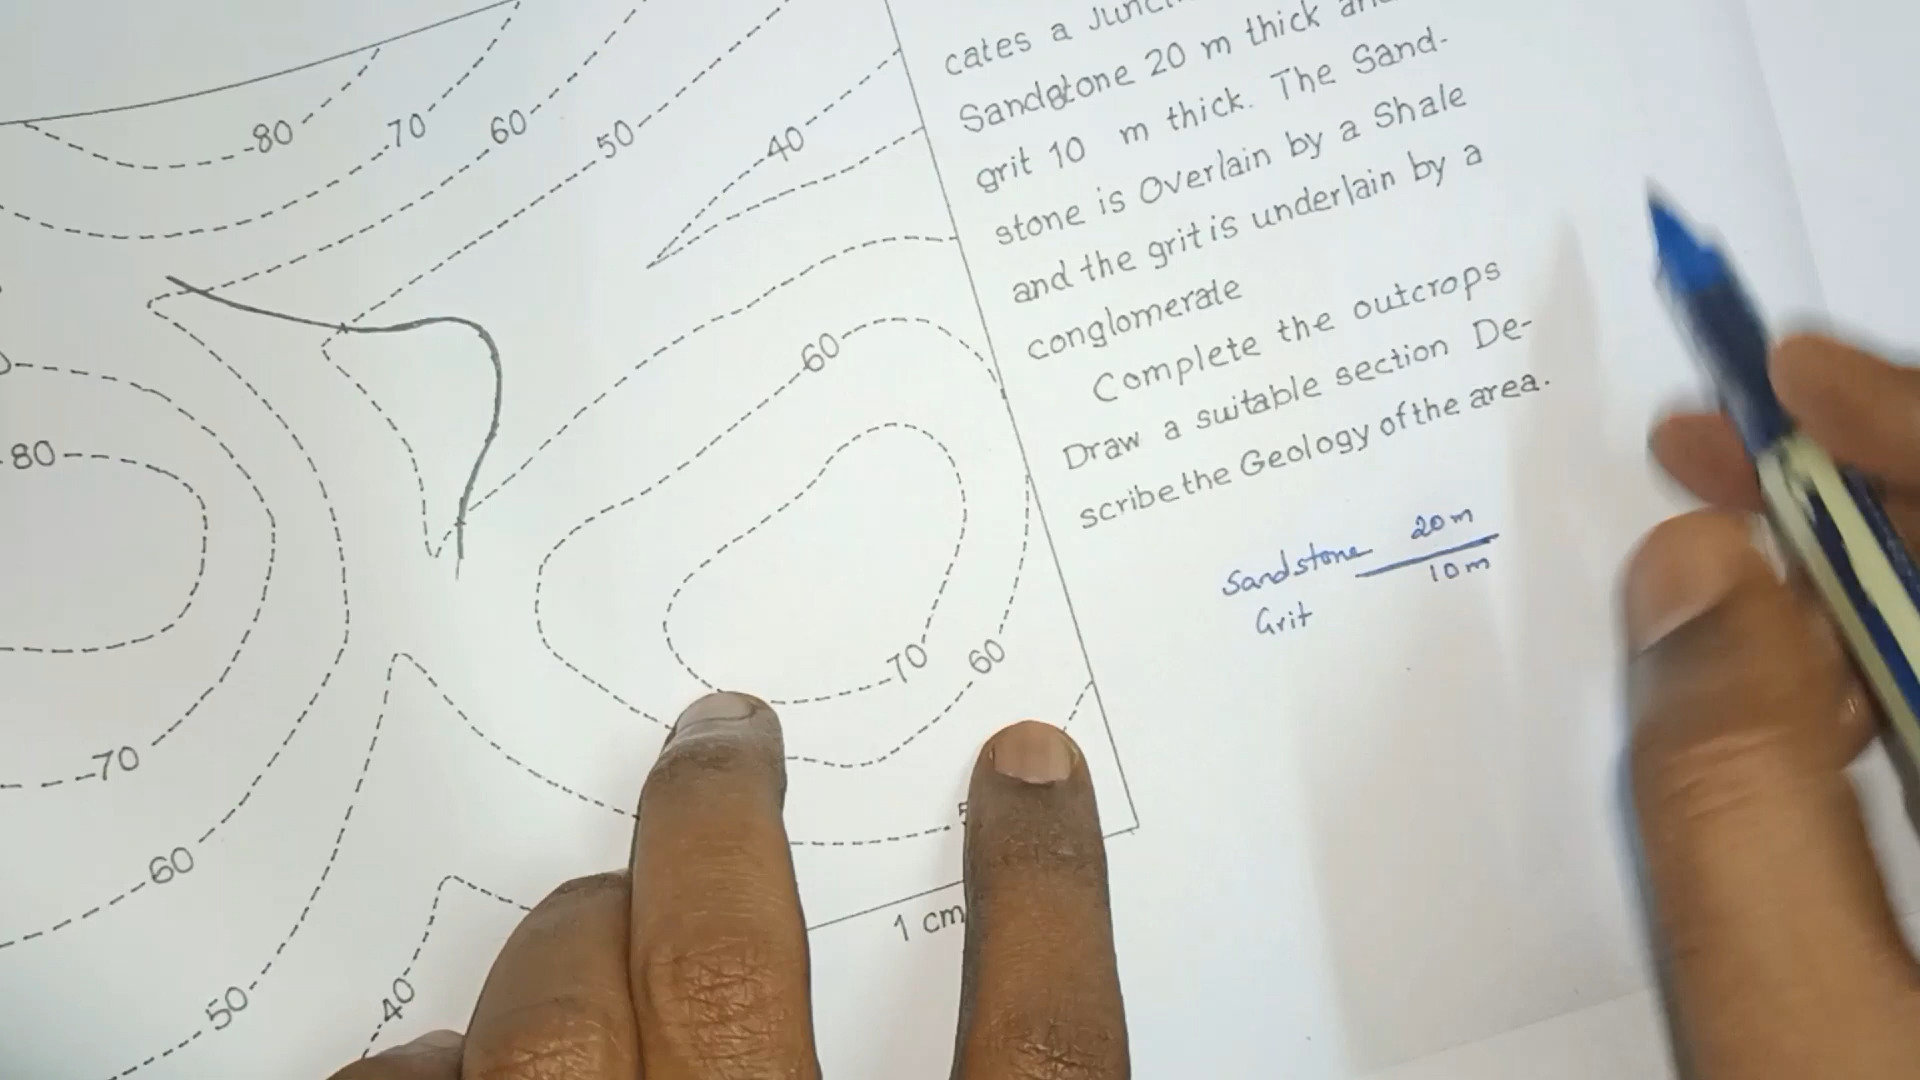 80
70
60
50
40
60
80
70
60
70
60
50
40
1 cm
cates a
Sandstone 20 m thick
grit 10 m thick. The Sand-
stone is Overlain by a Shale
and the grit is underlain by a
conglomerate
Complete the outcrops
Draw a suitable section De-
scribe the Geology of the area.
Sandstone 20 m
Grit 10 m